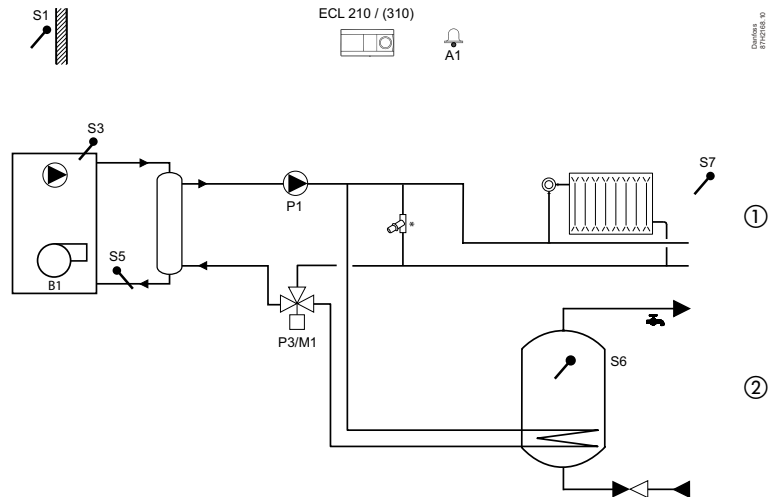 S1
ECL 210 / (310)
A1
Danfoss
87H2168.10
S3
S7
P1
*
①
S5
B1
P3/M1
S6
②